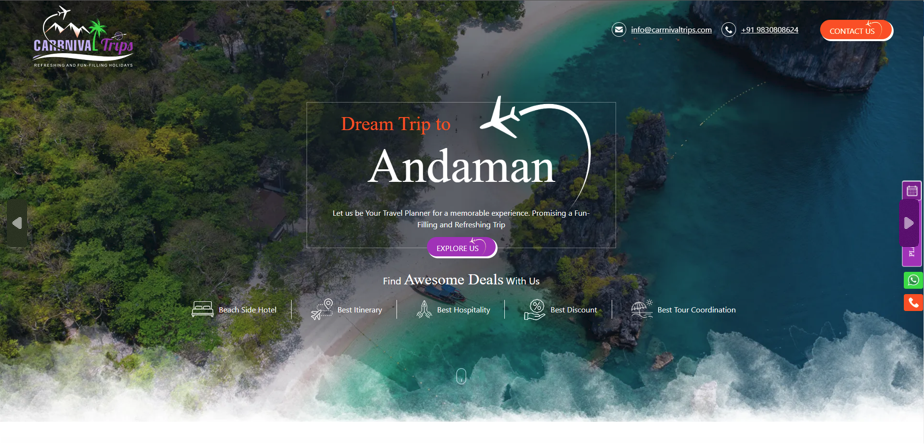 CARRNIVAL Trips
REFRESHING AND FUN-FILLING HOLIDAYS
info@carrnivaltrips.com
+91 9830808624
CONTACT US
Dream Trip to
Andaman
Let us be Your Travel Planner for a memorable experience. Promising a Fun-
Filling and Refreshing Trip
EXPLORE US
Find Awesome Deals With Us
Beach Side Hotel
Best Itinerary
Best Hospitality
Best Discount
Best Tour Coordination